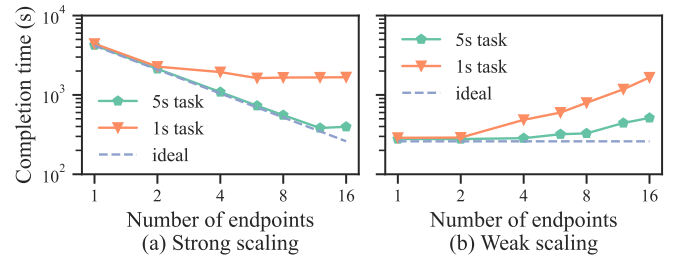 Completion time (s)
10^4
10^3
10^2
5s task
1s task
ideal
1 2 4 8 16
Number of endpoints
(a) Strong scaling
5s task
1s task
ideal
1 2 4 8 16
Number of endpoints
(b) Weak scaling